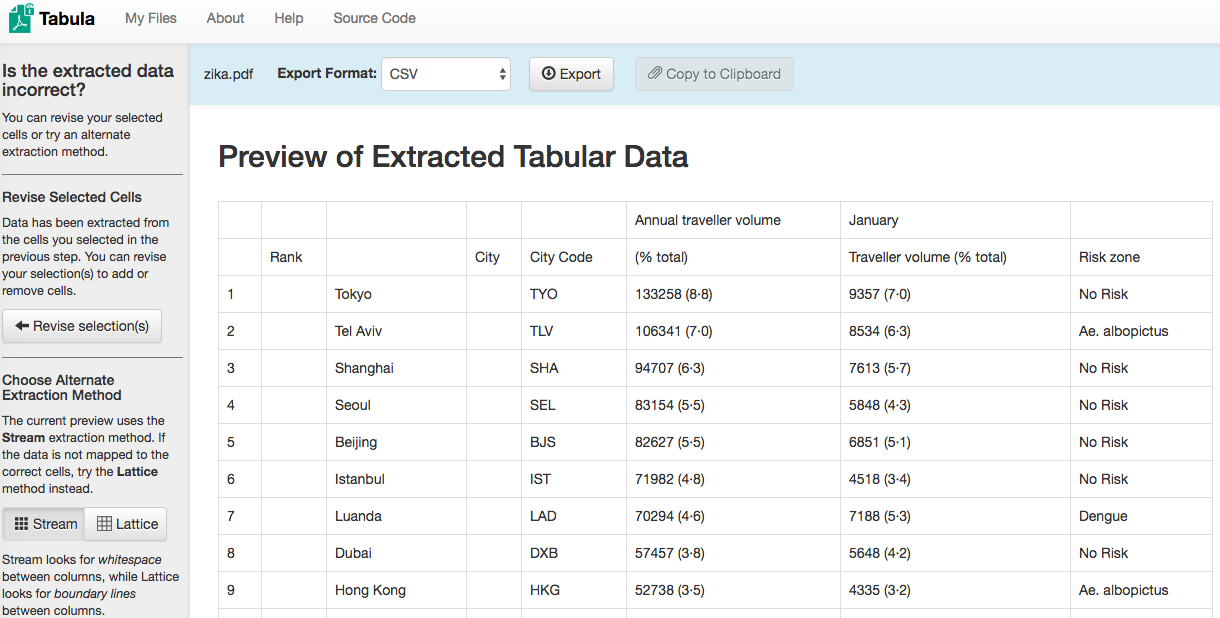 Tabula My Files About Help Source Code
Is the extracted data
incorrect?
You can revise your selected
cells or try an alternate
extraction method.
Revise Selected Cells
Data has been extracted from
the cells you selected in the
previous step. You can revise
your selection(s) to add or
remove cells.
Revise selection(s)
Choose Alternate
Extraction Method
The current preview uses the
Stream extraction method. If
the data is not mapped to the
correct cells, try the Lattice
method instead.
Stream Lattice
Stream looks for whitespace
between columns, while Lattice
looks for boundary lines
between columns.
zika.pdf Export Format: CSV Export Copy to Clipboard
Preview of Extracted Tabular Data
Annual traveller volume January
Rank City City Code (% total) Traveller volume (% total) Risk zone
1 Tokyo TYO 133258 (8·8) 9357 (7·0) No Risk
2 Tel Aviv TLV 106341 (7·0) 8534 (6·3) Ae. albopictus
3 Shanghai SHA 94707 (6·3) 7613 (5·7) No Risk
4 Seoul SEL 83154 (5·5) 5848 (4·3) No Risk
5 Beijing BJS 82627 (5·5) 6851 (5·1) No Risk
6 Istanbul IST 71982 (4·8) 4518 (3·4) No Risk
7 Luanda LAD 70294 (4·6) 7188 (5·3) Dengue
8 Dubai DXB 57457 (3·8) 5648 (4·2) No Risk
9 Hong Kong HKG 52738 (3·5) 4335 (3·2) Ae. albopictus